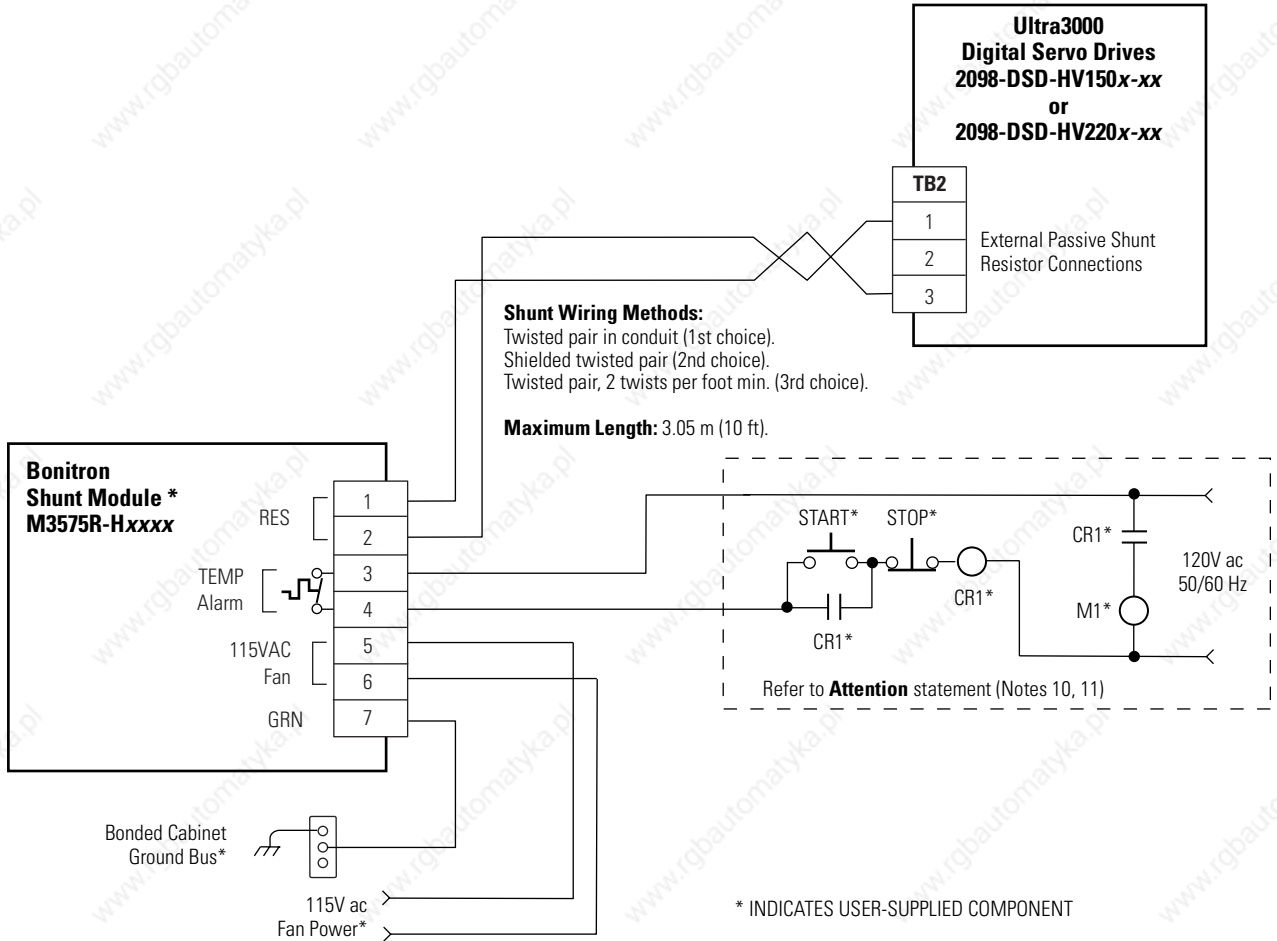 Ultra3000
Digital Servo Drives
2098-DSD-HV150x-xx
or
2098-DSD-HV220x-xx
TB2
1
2
3
External Passive Shunt
Resistor Connections
Shunt Wiring Methods:
Twisted pair in conduit (1st choice).
Shielded twisted pair (2nd choice).
Twisted pair, 2 twists per foot min. (3rd choice).
Maximum Length: 3.05 m (10 ft).
Bonitron
Shunt Module *
M3575R-Hxxxx
RES
1
2
TEMP
Alarm
3
4
115VAC
Fan
5
6
GRN
7
START*
STOP*
CR1*
CR1*
CR1*
M1*
120V ac
50/60 Hz
Refer to Attention statement (Notes 10, 11)
Bonded Cabinet
Ground Bus*
115V ac
Fan Power*
* INDICATES USER-SUPPLIED COMPONENT
www.rgbautomatyka.pl